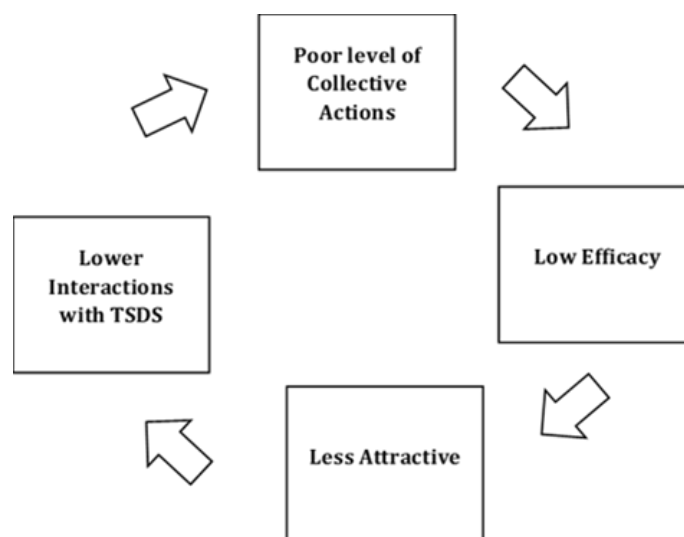 Poor level of
Collective
Actions
Low Efficacy
Less Attractive
Lower
Interactions
with TSDS